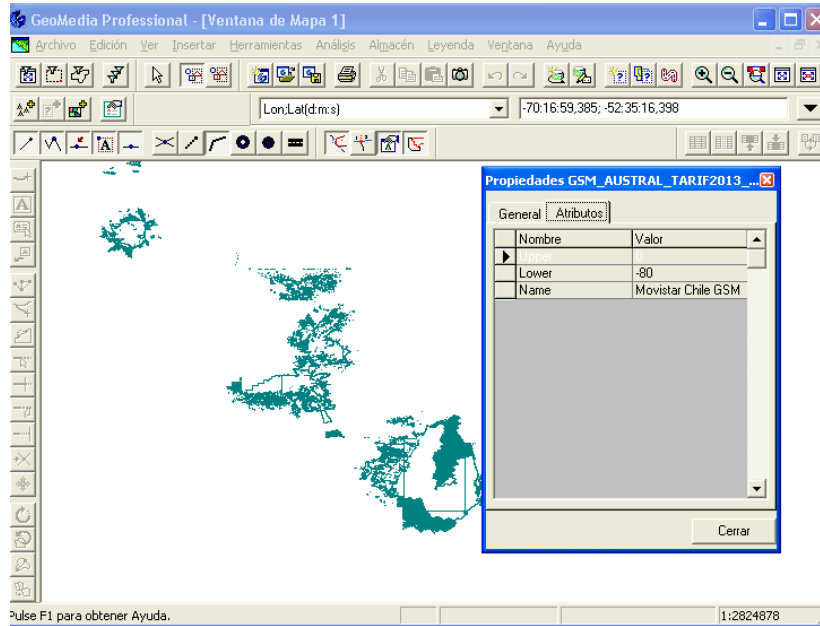 GeoMedia Professional - [Ventana de Mapa 1]
Archivo Edición Ver Insertar Herramientas Análisis Almacén Leyenda Ventana Ayuda
Lon;Lat(d:m:s) -70:16:59,385; -52:35:16,398
Propiedades GSM_AUSTRAL_TARIF2013_...
General Atributos
Nombre Valor
Upper 0
Lower -80
Name Movistar Chile GSM
Cerrar
Pulse F1 para obtener Ayuda. 1:2824878